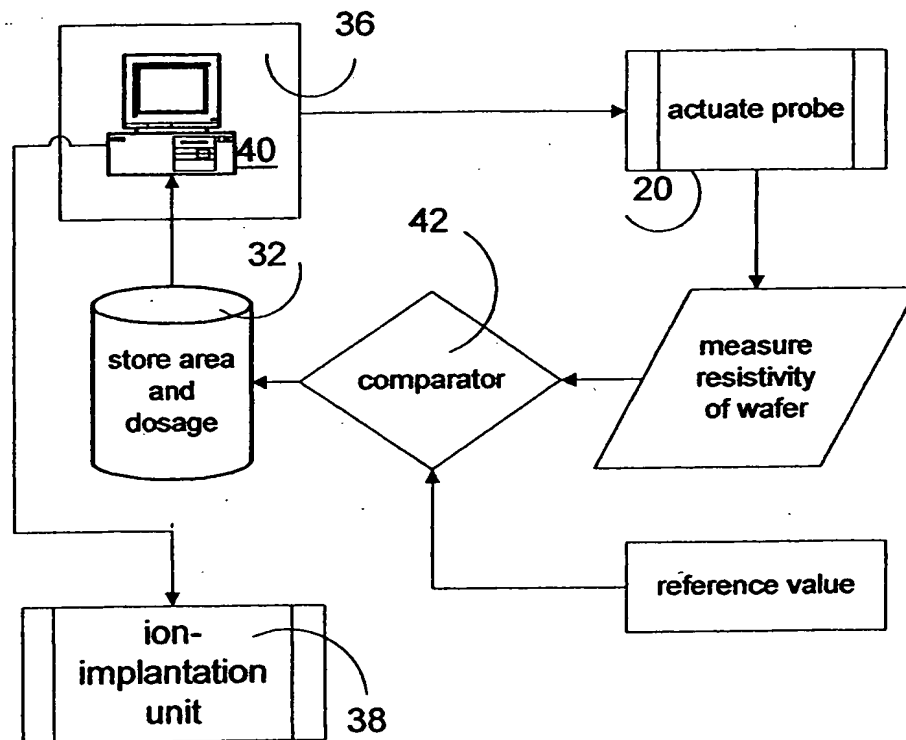 36
40
actuate probe
20
42
32
store area
and
dosage
comparator
measure
resistivity
of wafer
reference value
ion-
implantation
unit
38